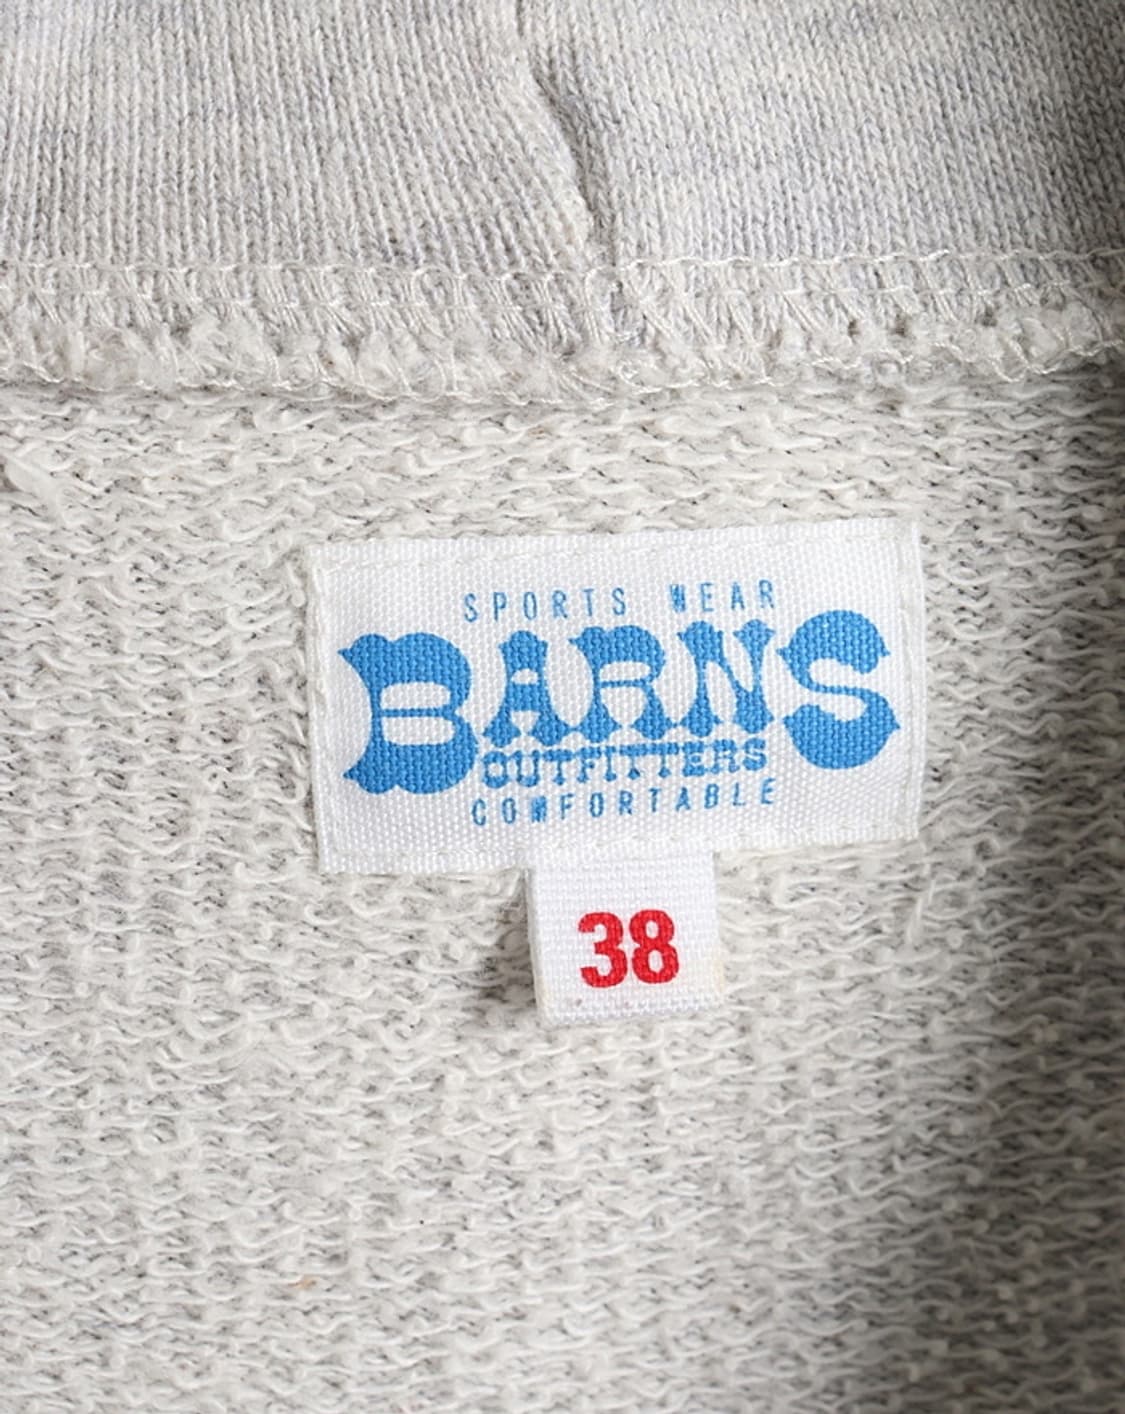 SPORTS WEAR
BARNS
OUTFITTERS
COMFORTABLE
38